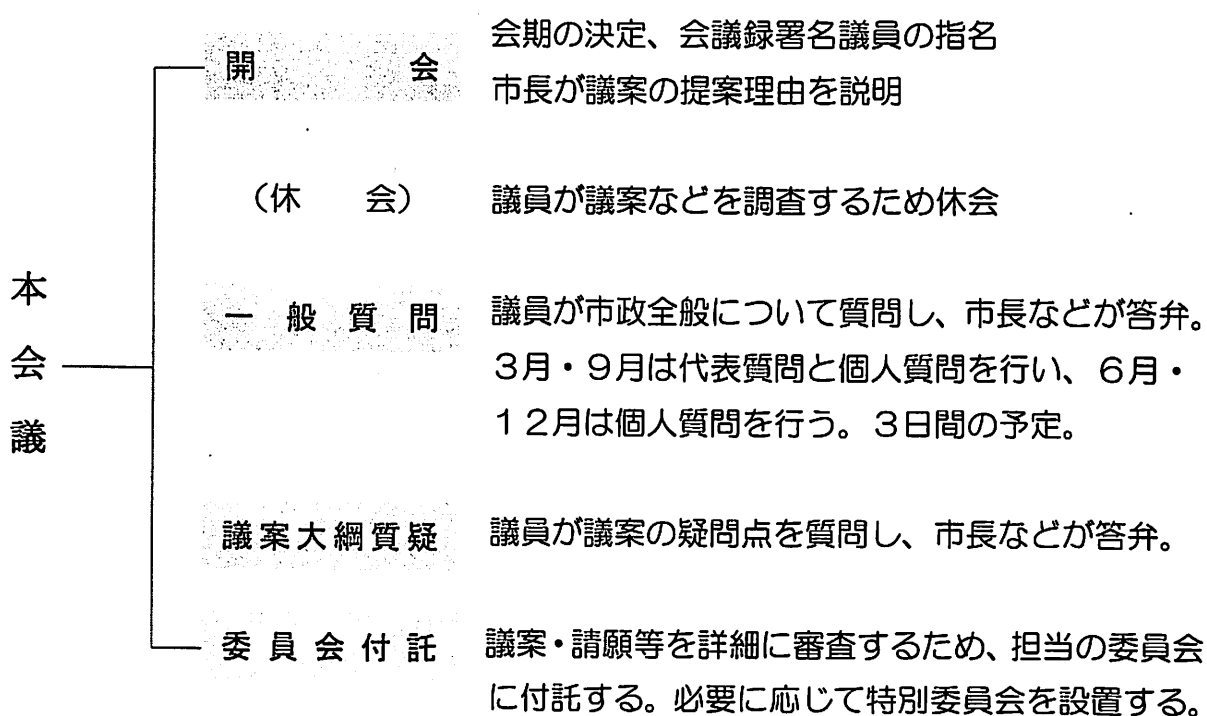 本会議
開会
会期の決定、会議録署名議員の指名
市長が議案の提案理由を説明
（休会）
議員が議案などを調査するため休会
一般質問
議員が市政全般について質問し、市長などが答弁。
３月・９月は代表質問と個人質問を行い、６月・
１２月は個人質問を行う。３日間の予定。
議案大綱質疑
議員が議案の疑問点を質問し、市長などが答弁。
委員会付託
議案・請願等を詳細に審査するため、担当の委員会
に付託する。必要に応じて特別委員会を設置する。